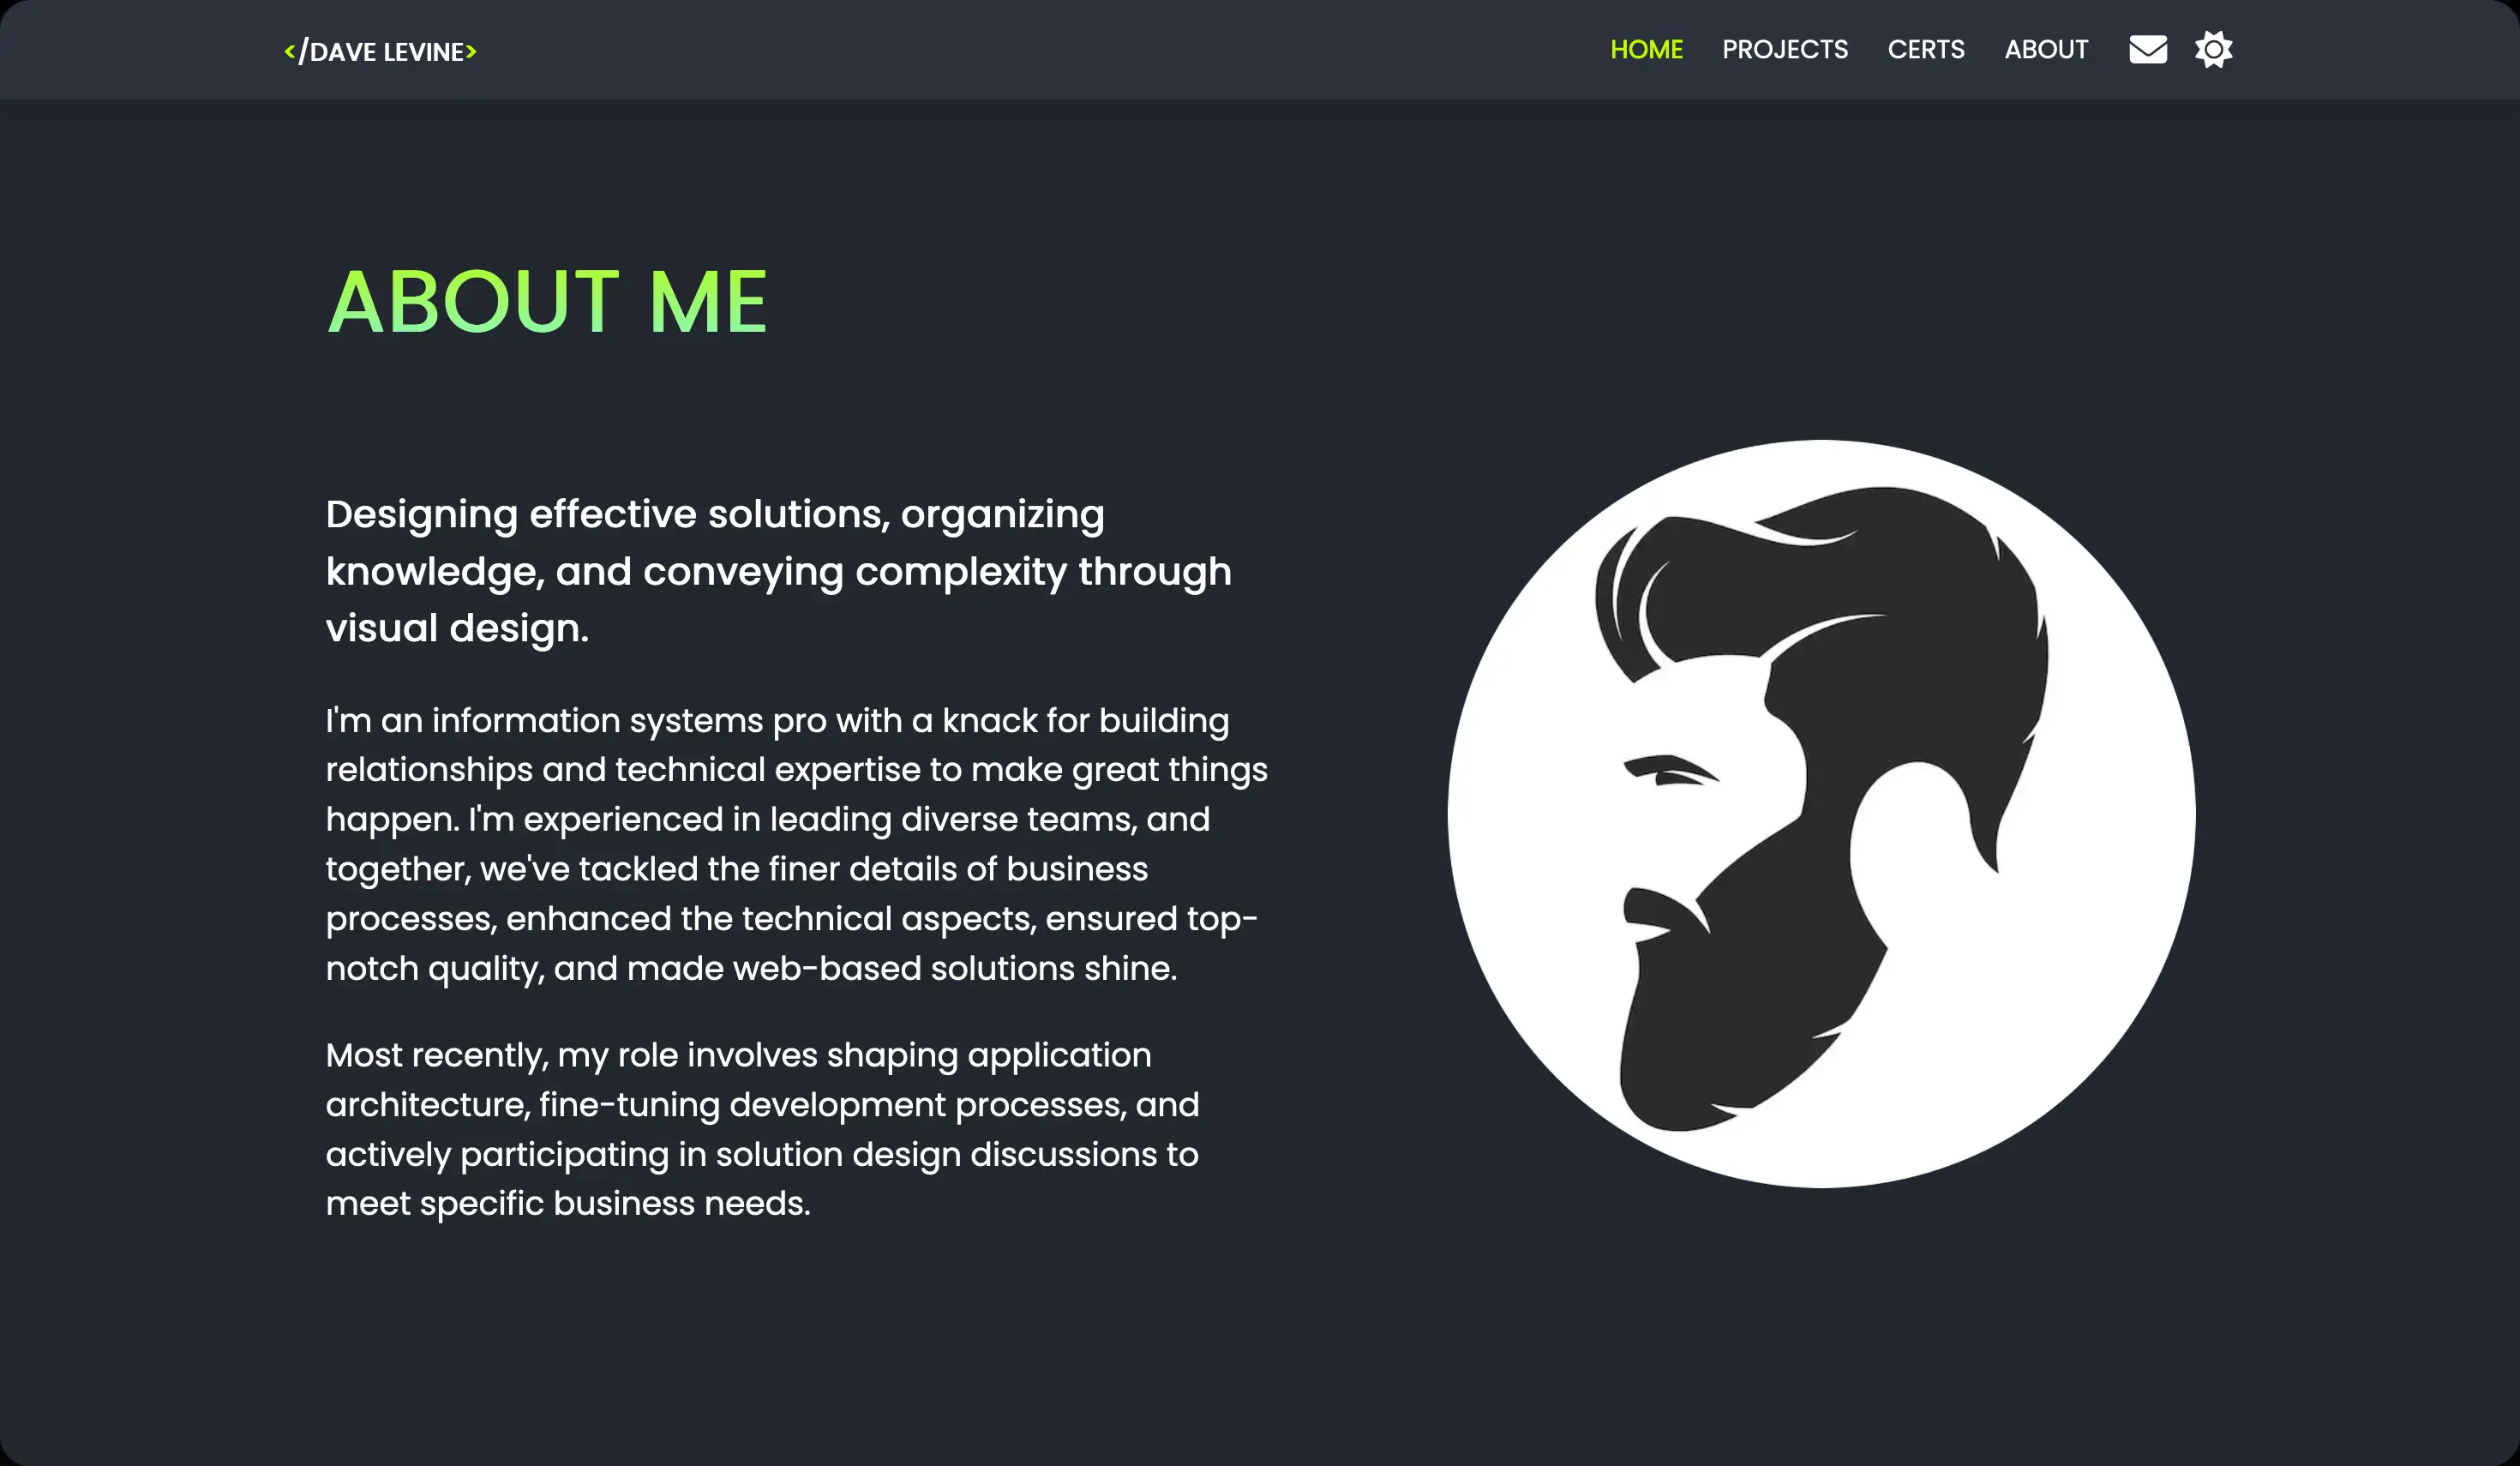 </DAVE LEVINE>
HOME PROJECTS CERTS ABOUT
ABOUT ME
Designing effective solutions, organizing
knowledge, and conveying complexity through
visual design.
I'm an information systems pro with a knack for building
relationships and technical expertise to make great things
happen. I'm experienced in leading diverse teams, and
together, we've tackled the finer details of business
processes, enhanced the technical aspects, ensured top-
notch quality, and made web-based solutions shine.
Most recently, my role involves shaping application
architecture, fine-tuning development processes, and
actively participating in solution design discussions to
meet specific business needs.